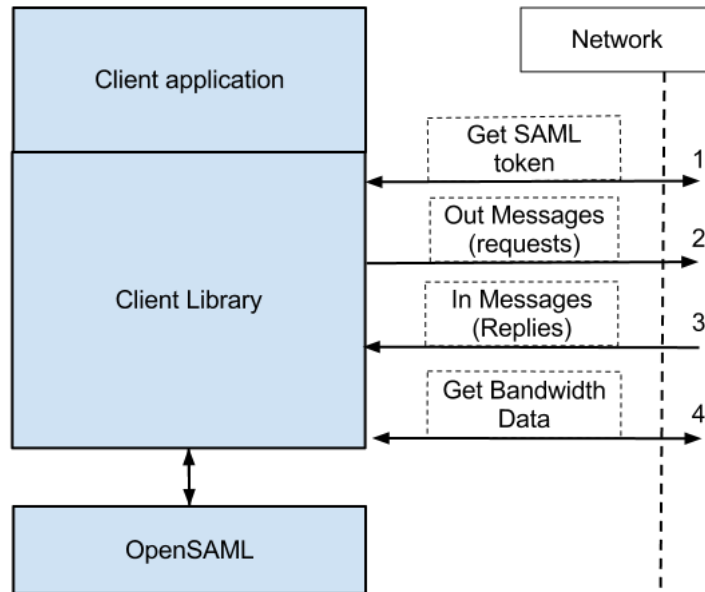 Client application
Network
Get SAML
token
1
Out Messages
(requests)
2
Client Library
In Messages
(Replies)
3
Get Bandwidth
Data
4
OpenSAML